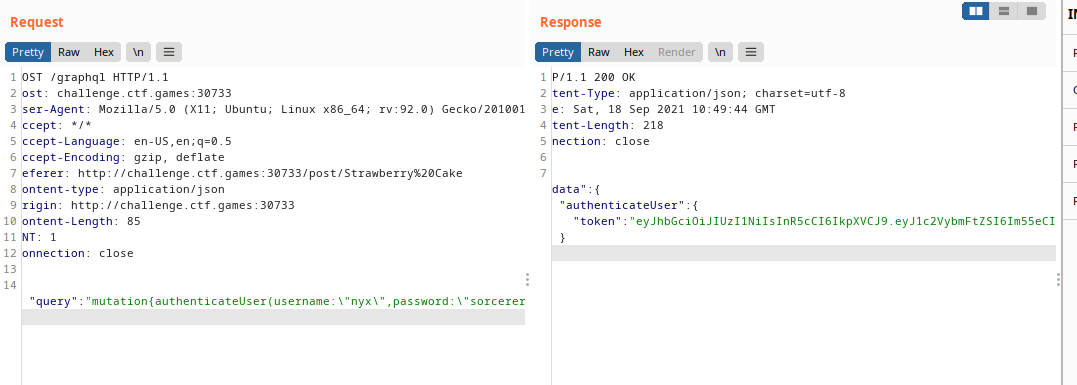 Request
Pretty Raw Hex \n
1 OST /graphql HTTP/1.1
2 ost: challenge.ctf.games:30733
3 ser-Agent: Mozilla/5.0 (X11; Ubuntu; Linux x86_64; rv:92.0) Gecko/201001
4 ccept: */*
5 ccept-Language: en-US,en;q=0.5
6 ccept-Encoding: gzip, deflate
7 eferer: http://challenge.ctf.games:30733/post/Strawberry%20Cake
8 ontent-type: application/json
9 rigin: http://challenge.ctf.games:30733
10 ontent-Length: 85
11 NT: 1
12 onnection: close
13
14
"query":"mutation{authenticateUser(username:\"nyx\",password:\"sorcerer
Response
Pretty Raw Hex Render \n
1 P/1.1 200 OK
2 tent-Type: application/json; charset=utf-8
3 e: Sat, 18 Sep 2021 10:49:44 GMT
4 tent-Length: 218
5 nection: close
6
7
data":{
"authenticateUser":{
"token":"eyJhbGciOiJIUzI1NiIsInR5cCI6IkpXVCJ9.eyJ1c2VybmFtZSI6Im55eCI
}